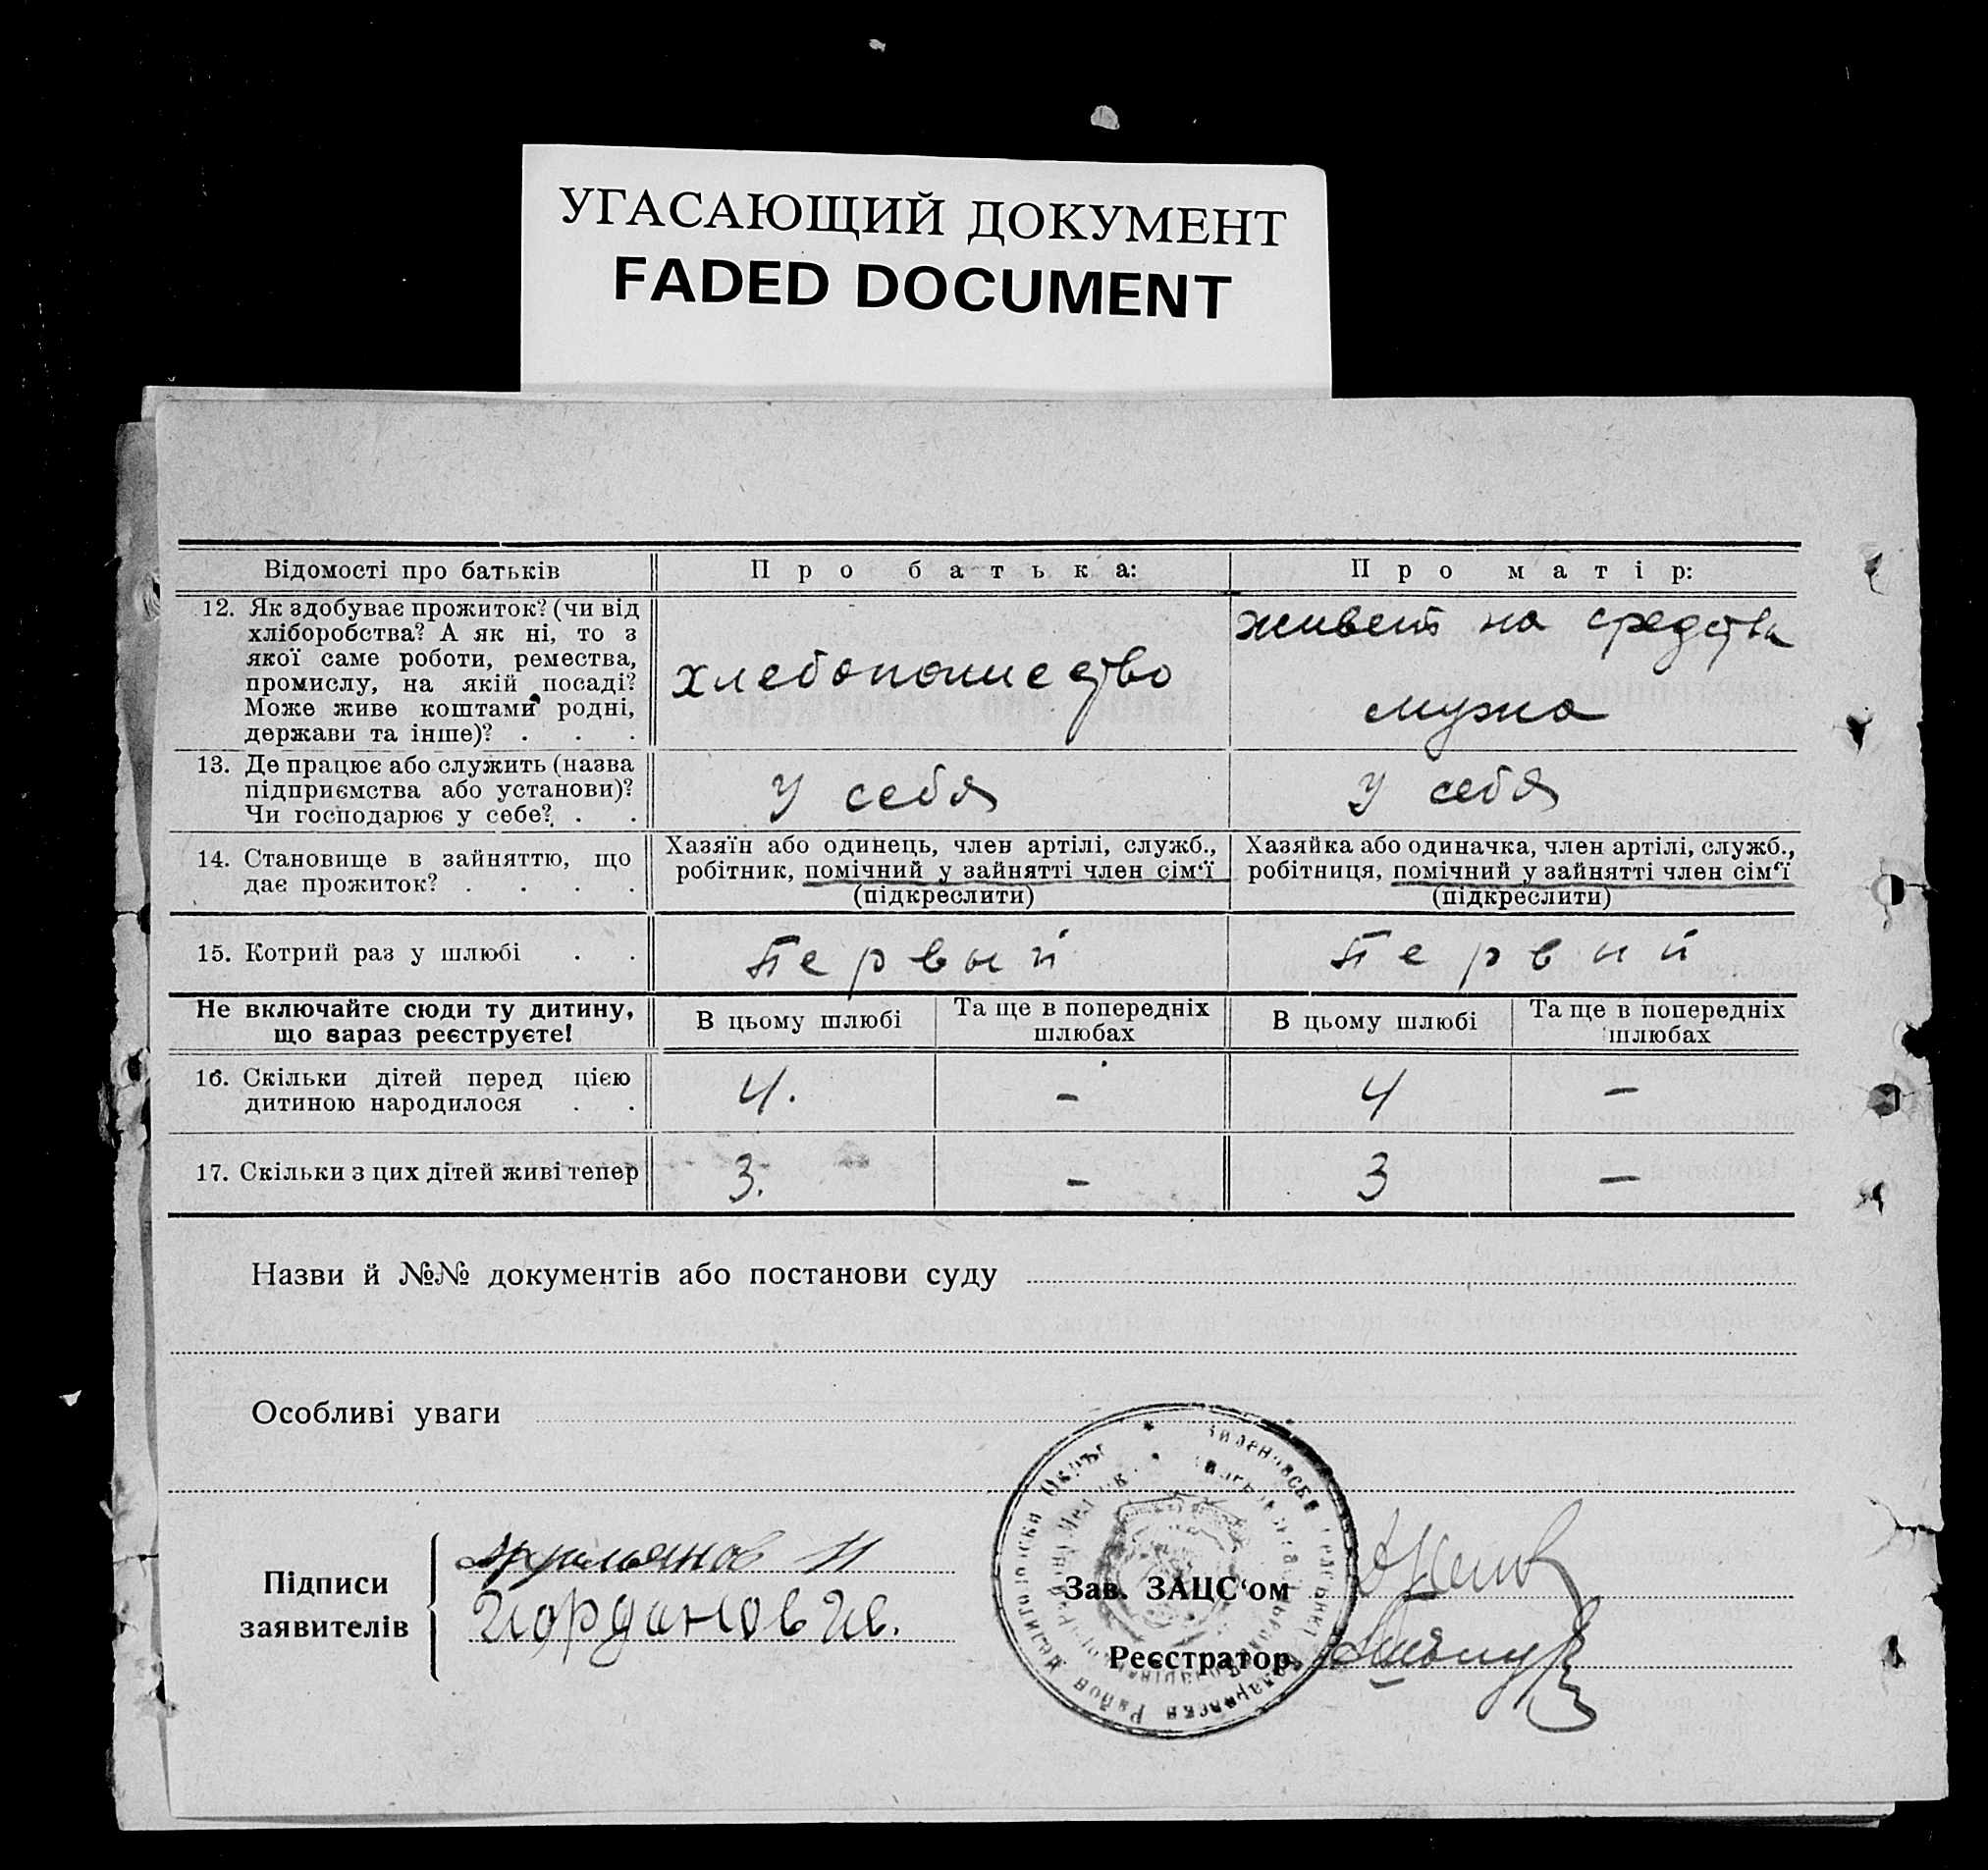 УГАСАЮЩИЙ ДОКУМЕНТ
FADED DOCUMENT
Відомості про батьків
Про батька:
Про матір:
12. Як здобуває прожиток? (чи від
хліборобства? А як ні, то з
якої саме роботи, ремества,
промислу, на якій посаді?
Може живе коштами родні,
держави та інше)? . . .
хлебопашество
живет на средства
мужа
13. Де працює або служить (назва
підприємства або установи)?
Чи господарює у себе? . .
у себя
у себя
14. Становище в зайняттю, що
дає прожиток? . . . .
Хазяїн або одинець, член артілі, служб.,
робітник, помічний у зайнятті член сім‘ї
(підкреслити)
Хазяйка або одиначка, член артілі, служб.,
робітниця, помічний у зайнятті член сім‘ї
(підкреслити)
15. Котрий раз у шлюбі . .
Первый
Первый
Не включайте сюди ту дитину,
що зараз реєструєте!
В цьому шлюбі
Та ще в попередніх
шлюбах
В цьому шлюбі
Та ще в попередніх
шлюбах
16. Скільки дітей перед цією
дитиною народилося . .
4.
-
4
-
17. Скільки з цих дітей живі тепер
3.
-
3
-
Назви й №№ документів або постанови суду
Особливі уваги
Підписи
заявителів
Иорданов Ив.
Зав. ЗАЦС‘ом
Реєстратор